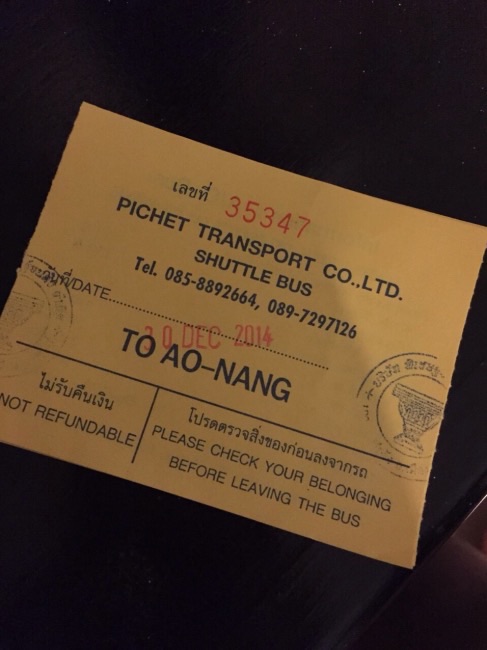 เลขที่ 35347
PICHET TRANSPORT CO.,LTD.
SHUTTLE BUS
Tel. 085-8892664, 089-7297126
วันที่/DATE
30 DEC 2014
TO AO-NANG
ไม่รับคืนเงิน
NOT REFUNDABLE
โปรดตรวจสิ่งของก่อนลงจากรถ
PLEASE CHECK YOUR BELONGING
BEFORE LEAVING THE BUS